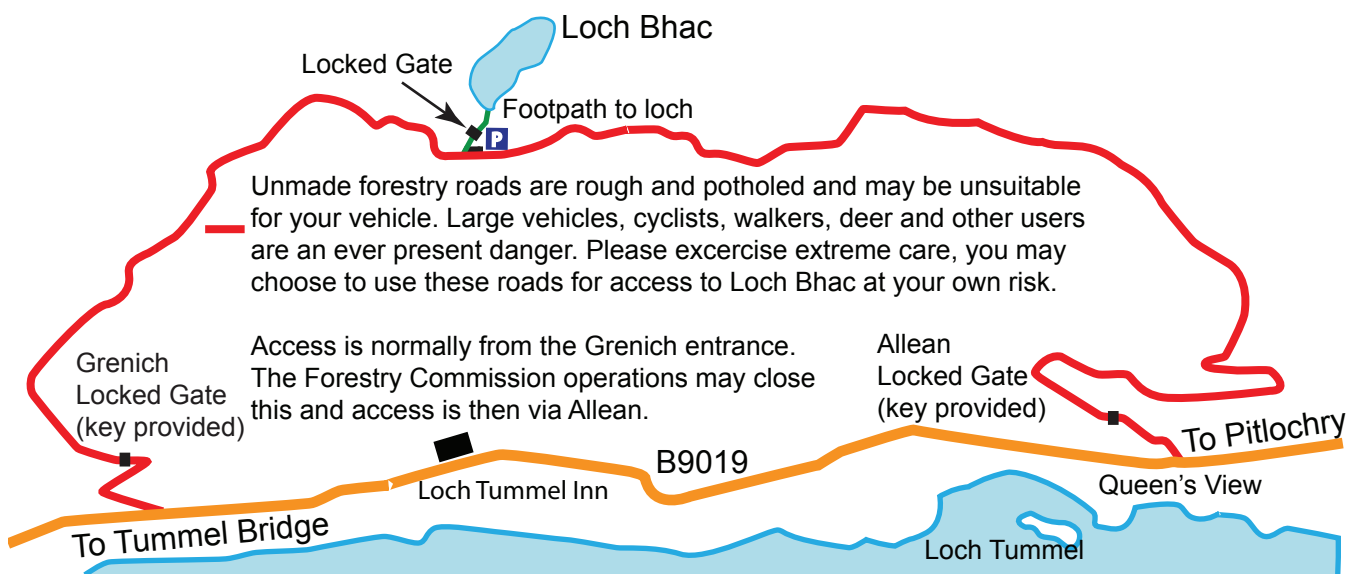 Loch Bhac
Locked Gate
Footpath to loch
P
Unmade forestry roads are rough and potholed and may be unsuitable
for your vehicle. Large vehicles, cyclists, walkers, deer and other users
are an ever present danger. Please excercise extreme care, you may
choose to use these roads for access to Loch Bhac at your own risk.
Access is normally from the Grenich entrance.
The Forestry Commission operations may close
this and access is then via Allean.
Grenich
Locked Gate
(key provided)
Allean
Locked Gate
(key provided)
To Pitlochry
B9019
Loch Tummel Inn
Queen's View
To Tummel Bridge
Loch Tummel